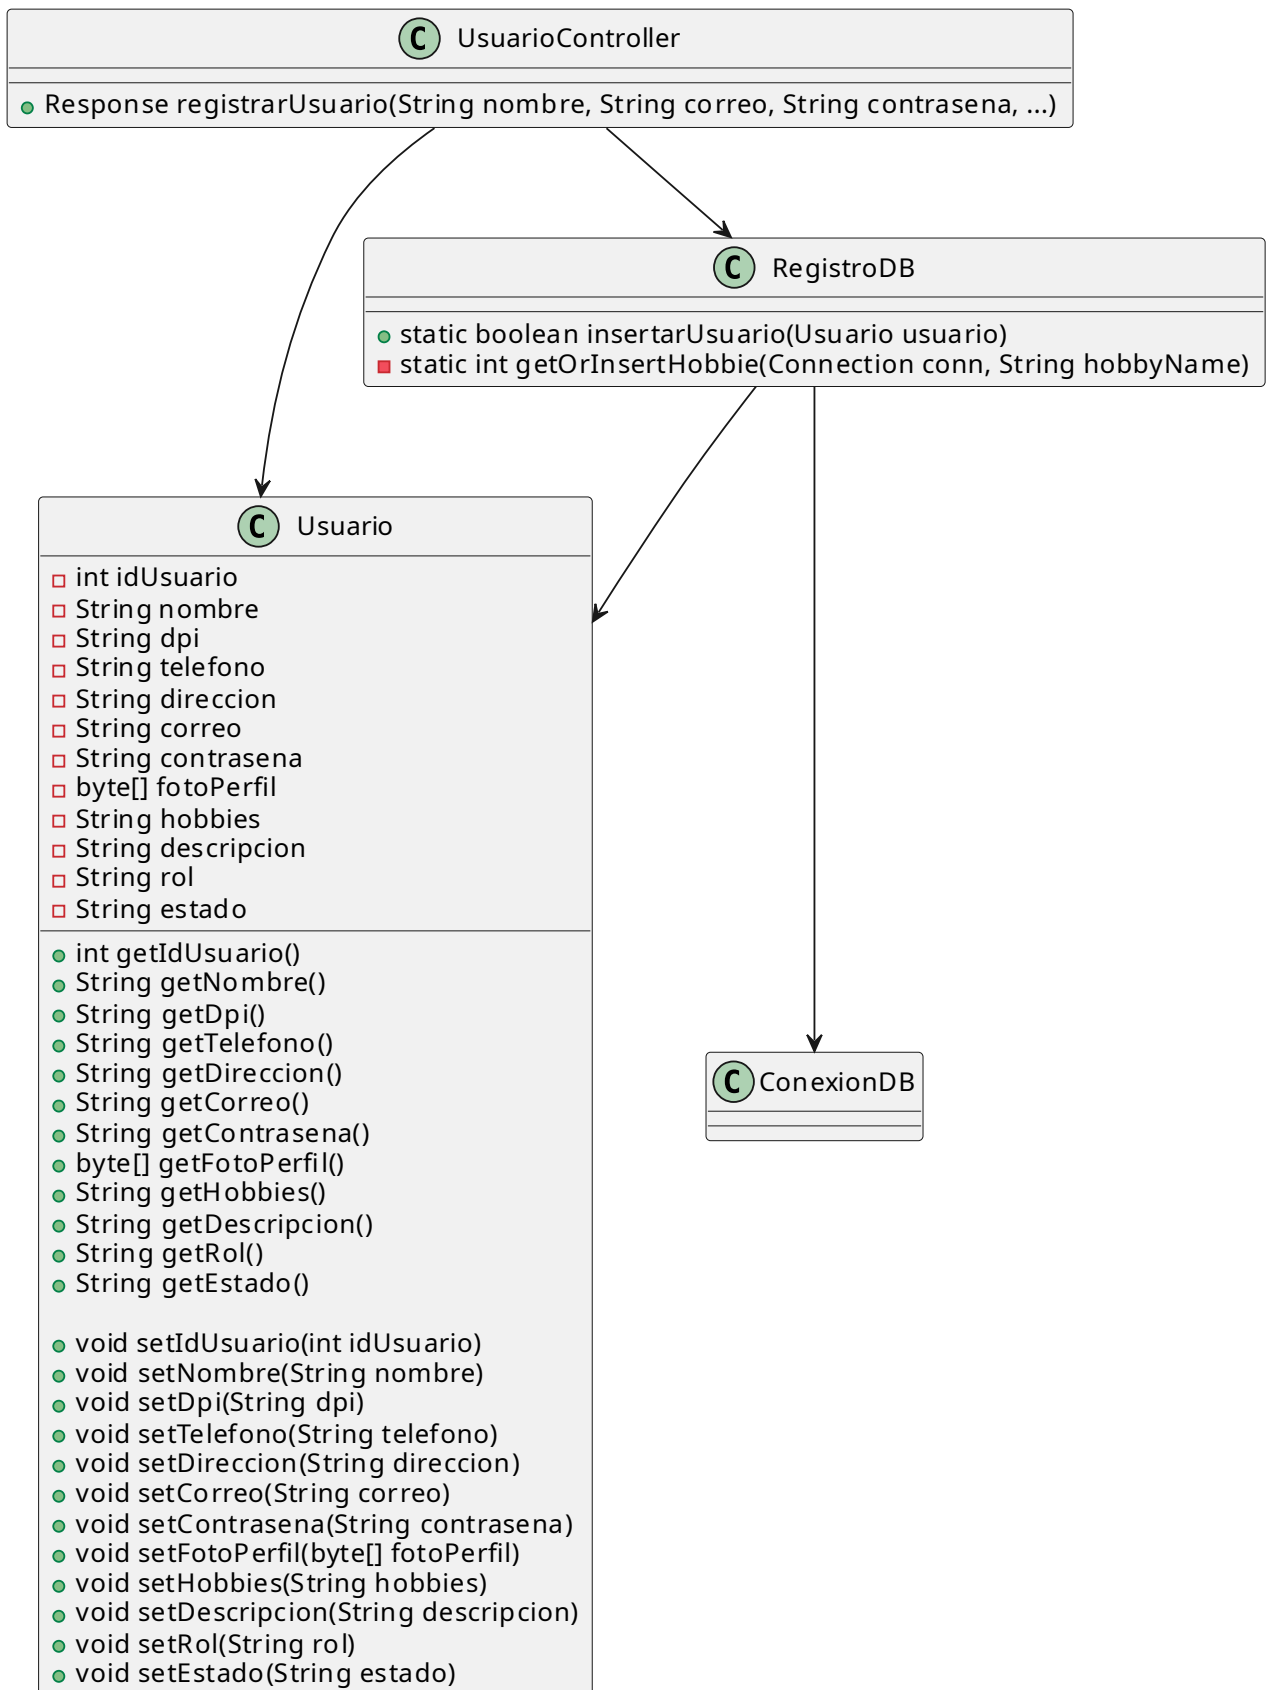 C UsuarioController
Response registrarUsuario(String nombre, String correo, String contrasena, ...)
C RegistroDB
static boolean insertarUsuario(Usuario usuario)
static int getOrInsertHobbie(Connection conn, String hobbyName)
C Usuario
int idUsuario
String nombre
String dpi
String telefono
String direccion
String correo
String contrasena
byte[] fotoPerfil
String hobbies
String descripcion
String rol
String estado
int getIdUsuario()
String getNombre()
String getDpi()
String getTelefono()
String getDireccion()
String getCorreo()
String getContrasena()
byte[] getFotoPerfil()
String getHobbies()
String getDescripcion()
String getRol()
String getEstado()
void setIdUsuario(int idUsuario)
void setNombre(String nombre)
void setDpi(String dpi)
void setTelefono(String telefono)
void setDireccion(String direccion)
void setCorreo(String correo)
void setContrasena(String contrasena)
void setFotoPerfil(byte[] fotoPerfil)
void setHobbies(String hobbies)
void setDescripcion(String descripcion)
void setRol(String rol)
void setEstado(String estado)
C ConexionDB